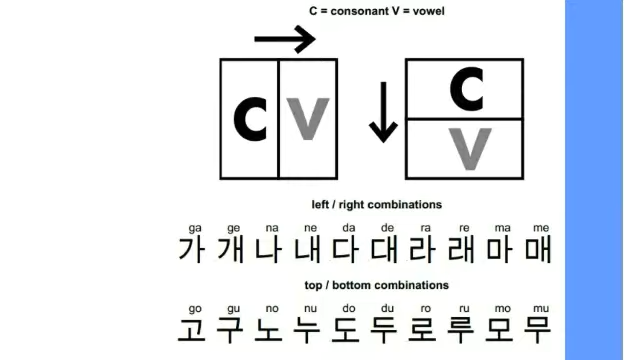 C = consonant V = vowel
C V
C
V
left / right combinations
ga ge na ne da de ra re ma me
가 개 나 내 다 대 라 래 마 매
top / bottom combinations
go gu no nu do du ro ru mo mu
고 구 노 누 도 두 로 루 모 무